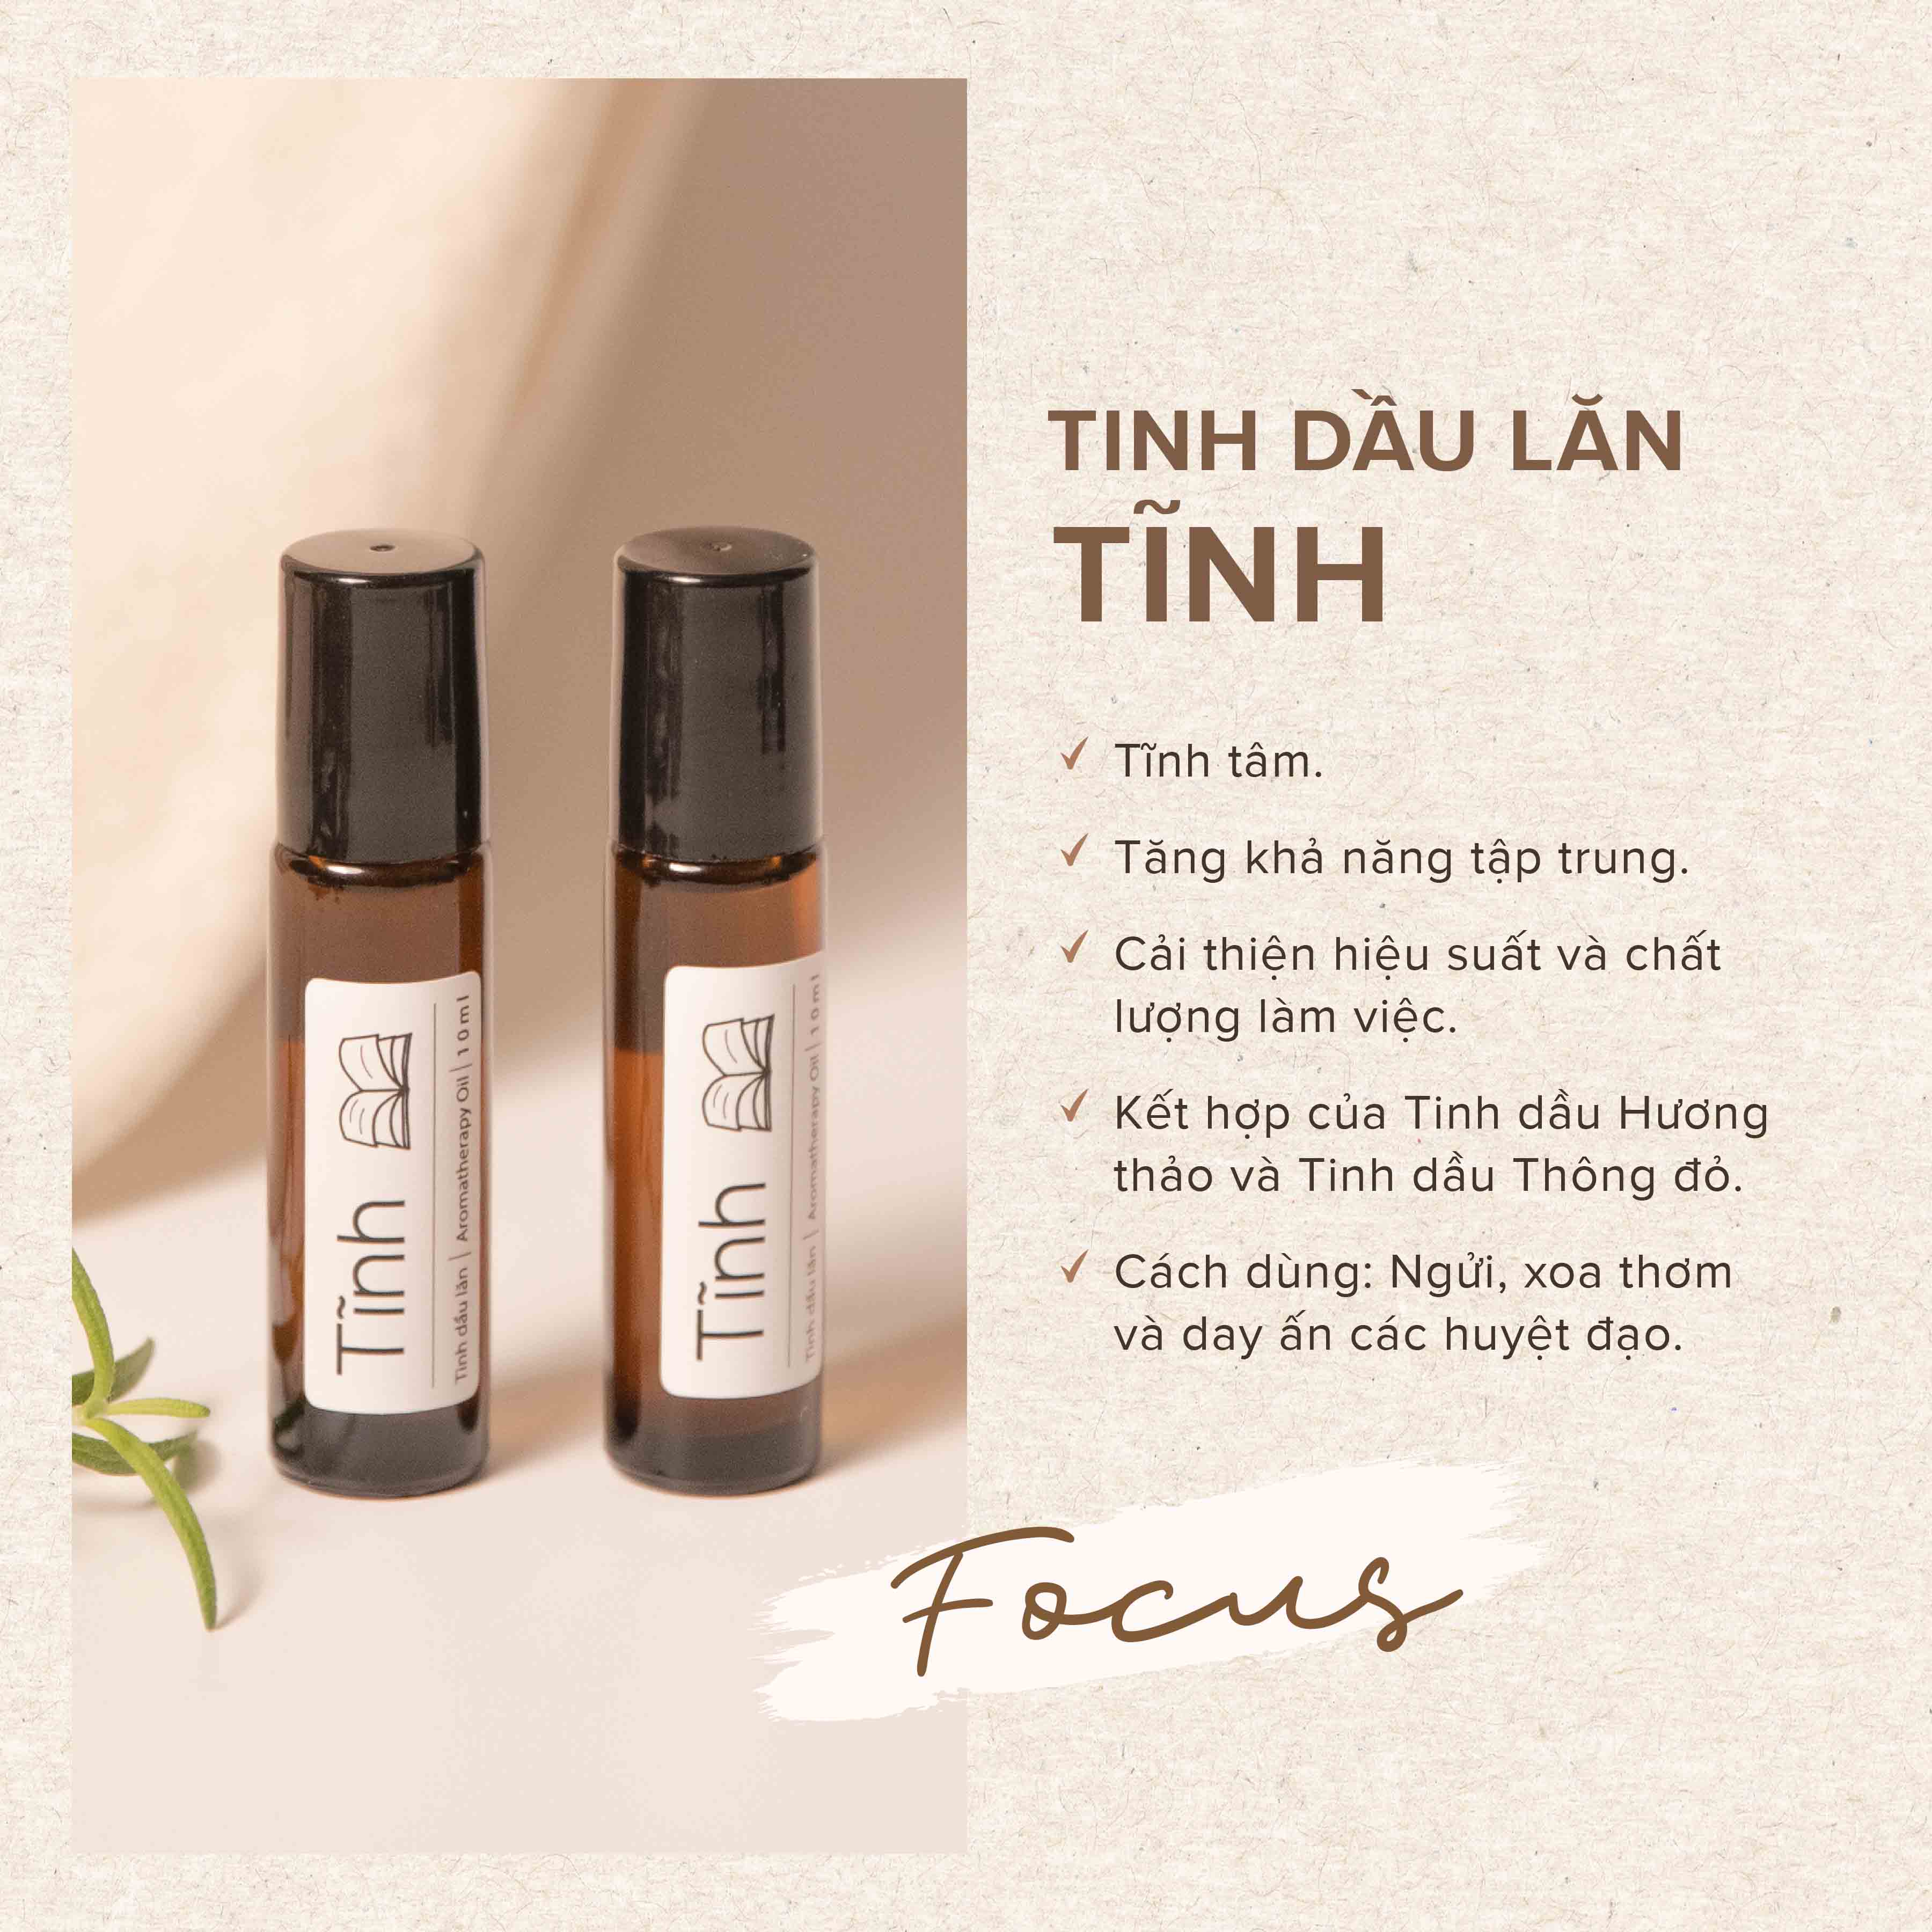 TINH DẦU LĂN
TĨNH
Tĩnh tâm.
Tăng khả năng tập trung.
Cải thiện hiệu suất và chất
lượng làm việc.
Kết hợp của Tinh dầu Hương
thảo và Tinh dầu Thông đỏ.
Cách dùng: Ngửi, xoa thơm
và day ấn các huyệt đạo.
Focus
Tĩnh
Tinh dầu lăn | Aromatherapy Oil | 10ml
Tĩnh
Tinh dầu lăn | Aromatherapy Oil | 10ml